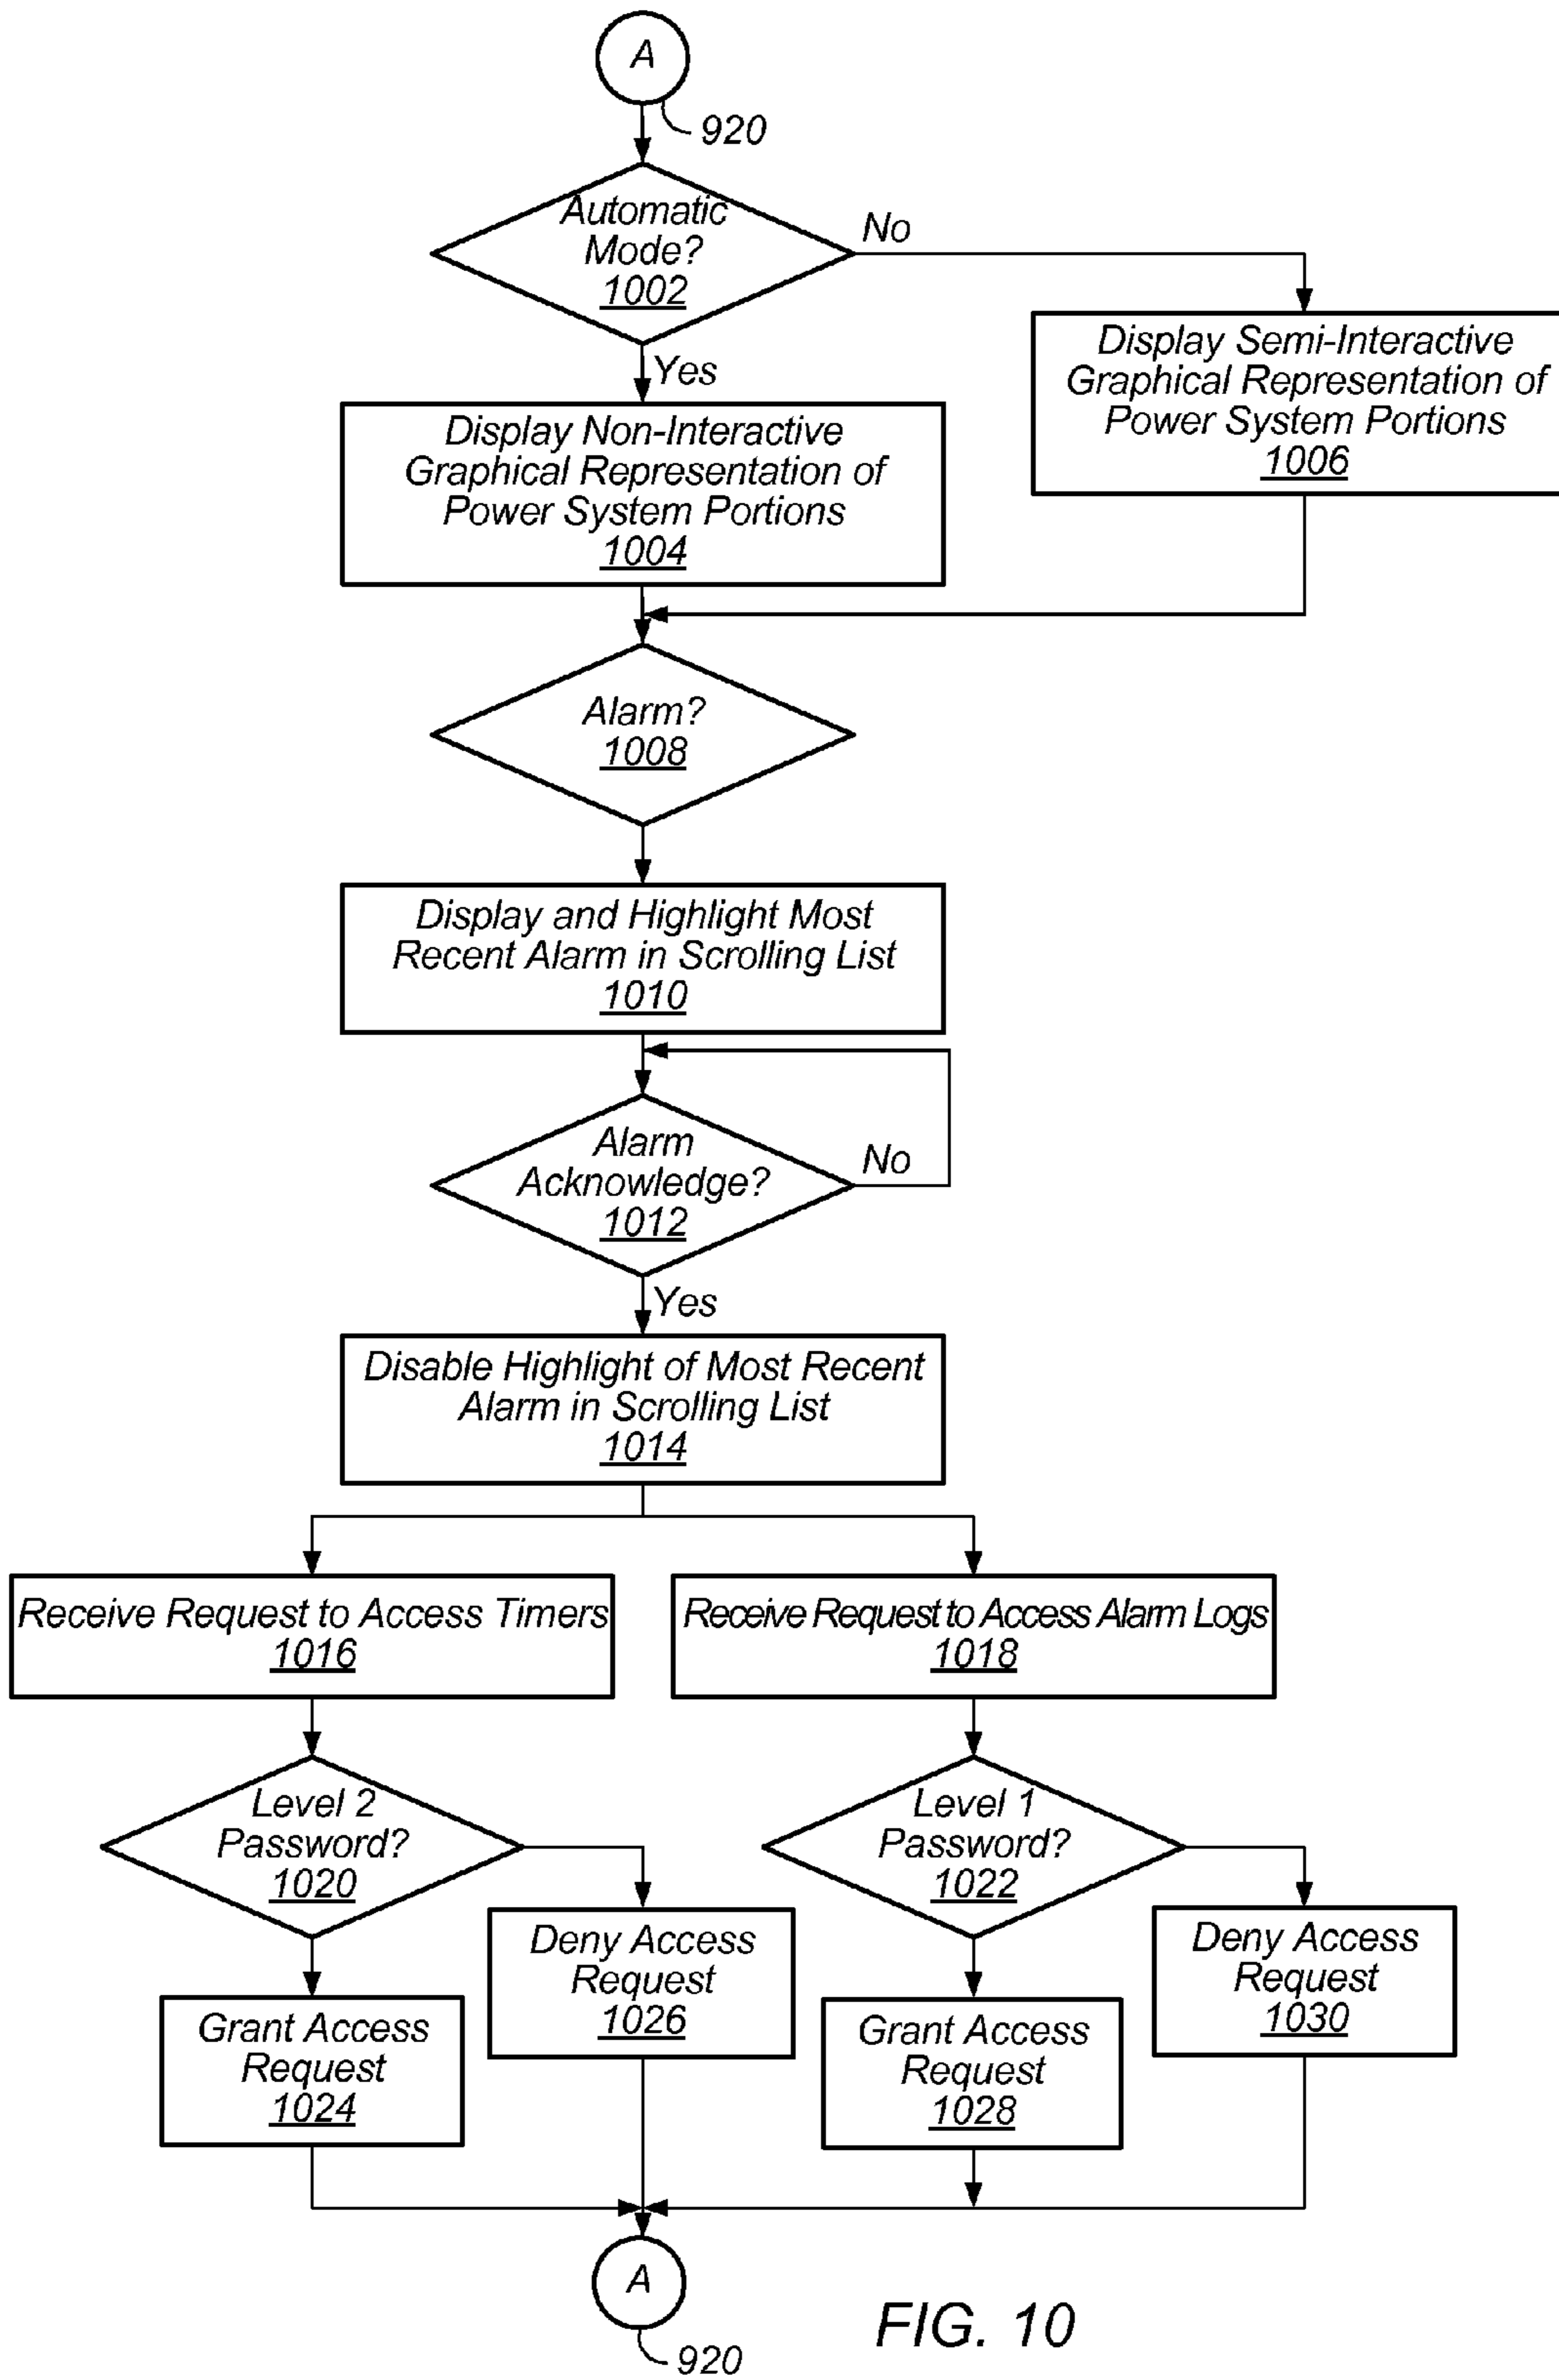 A
920
Automatic
Mode?
1002
No
Yes
Display Semi-Interactive
Graphical Representation of
Power System Portions
1006
Display Non-Interactive
Graphical Representation of
Power System Portions
1004
Alarm?
1008
Display and Highlight Most
Recent Alarm in Scrolling List
1010
Alarm
Acknowledge?
1012
No
Yes
Disable Highlight of Most Recent
Alarm in Scrolling List
1014
Receive Request to Access Timers
1016
Receive Request to Access Alarm Logs
1018
Level 2
Password?
1020
Level 1
Password?
1022
Deny Access
Request
1026
Deny Access
Request
1030
Grant Access
Request
1024
Grant Access
Request
1028
A
920
FIG. 10